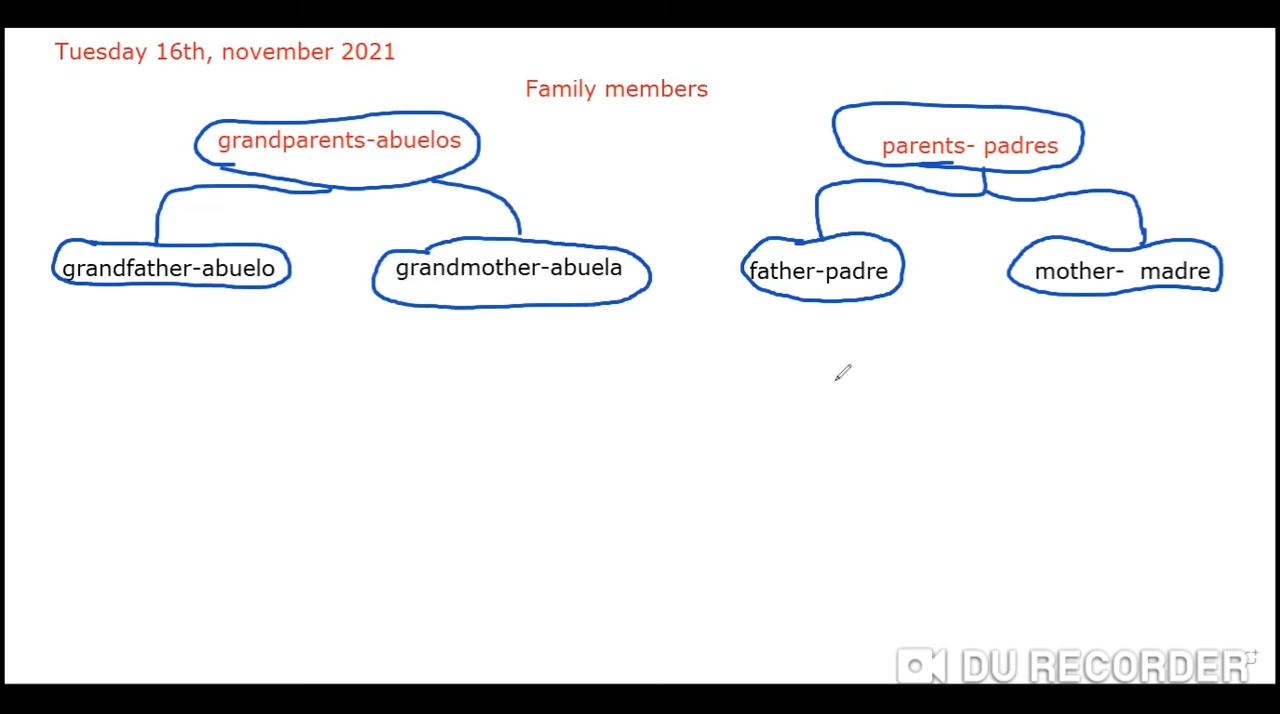 Tuesday 16th, november 2021
Family members
grandparents-abuelos
parents- padres
grandfather-abuelo
grandmother-abuela
father-padre
mother- madre
DU RECORDER